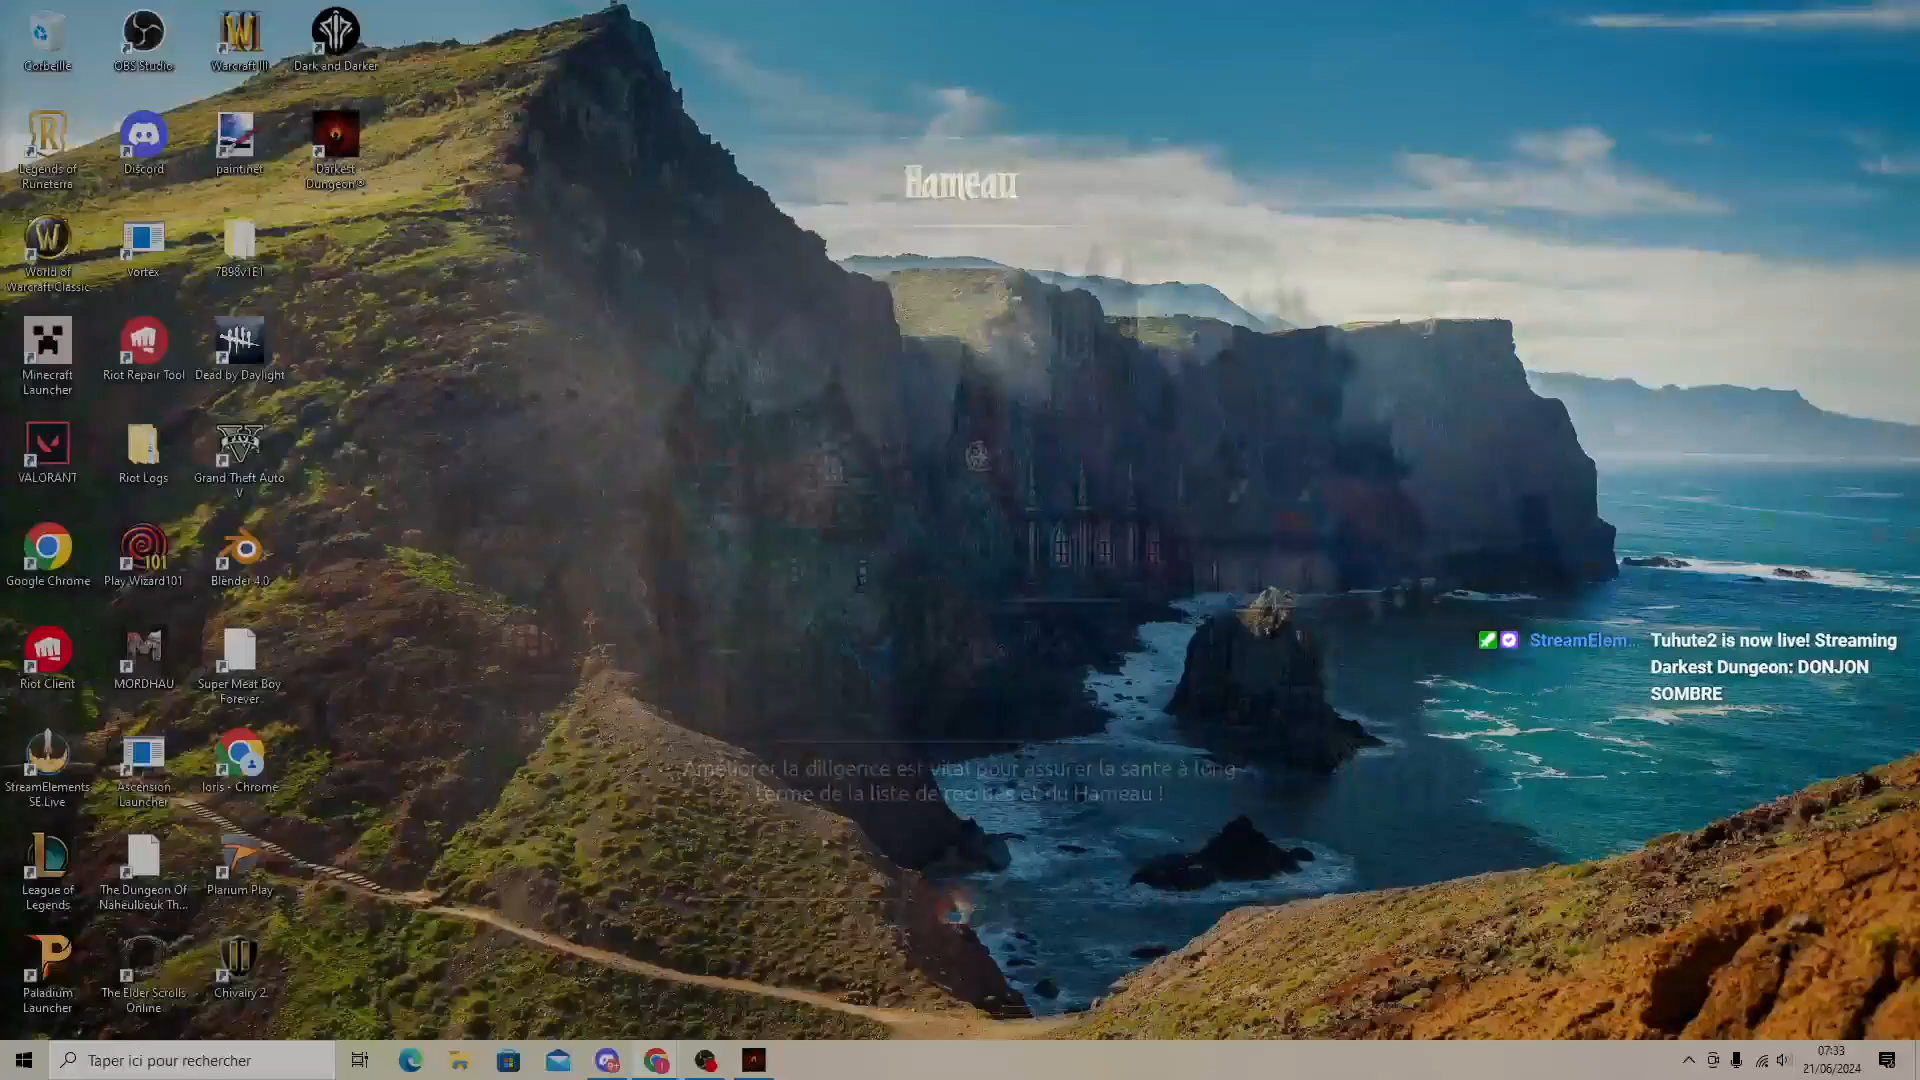 Corbeille
OBS Studio
Warcraft III
Dark and Darker
Legends of
Runeterra
Discord
paint.net
Darkest
Dungeon®
World of
Warcraft Classic
Vortex
7B98v1E1
Minecraft
Launcher
Riot Repair Tool
Dead by Daylight
VALORANT
Riot Logs
Grand Theft Auto
V
Google Chrome
Play Wizard101
Blender 4.0
Riot Client
MORDHAU
Super Meat Boy
Forever
StreamElements
SE.Live
Ascension
Launcher
loris - Chrome
League of
Legends
The Dungeon Of
Naheulbeuk Th...
Plarium Play
Paladium
Launcher
The Elder Scrolls
Online
Chivalry 2
Hameau
StreamElem... Tuhute2 is now live! Streaming
Darkest Dungeon: DONJON
SOMBRE
Améliorer la diligence est vital pour assurer la santé à long
terme de la liste de recrues et du Hameau !
Taper ici pour rechercher
07:33
21/06/2024